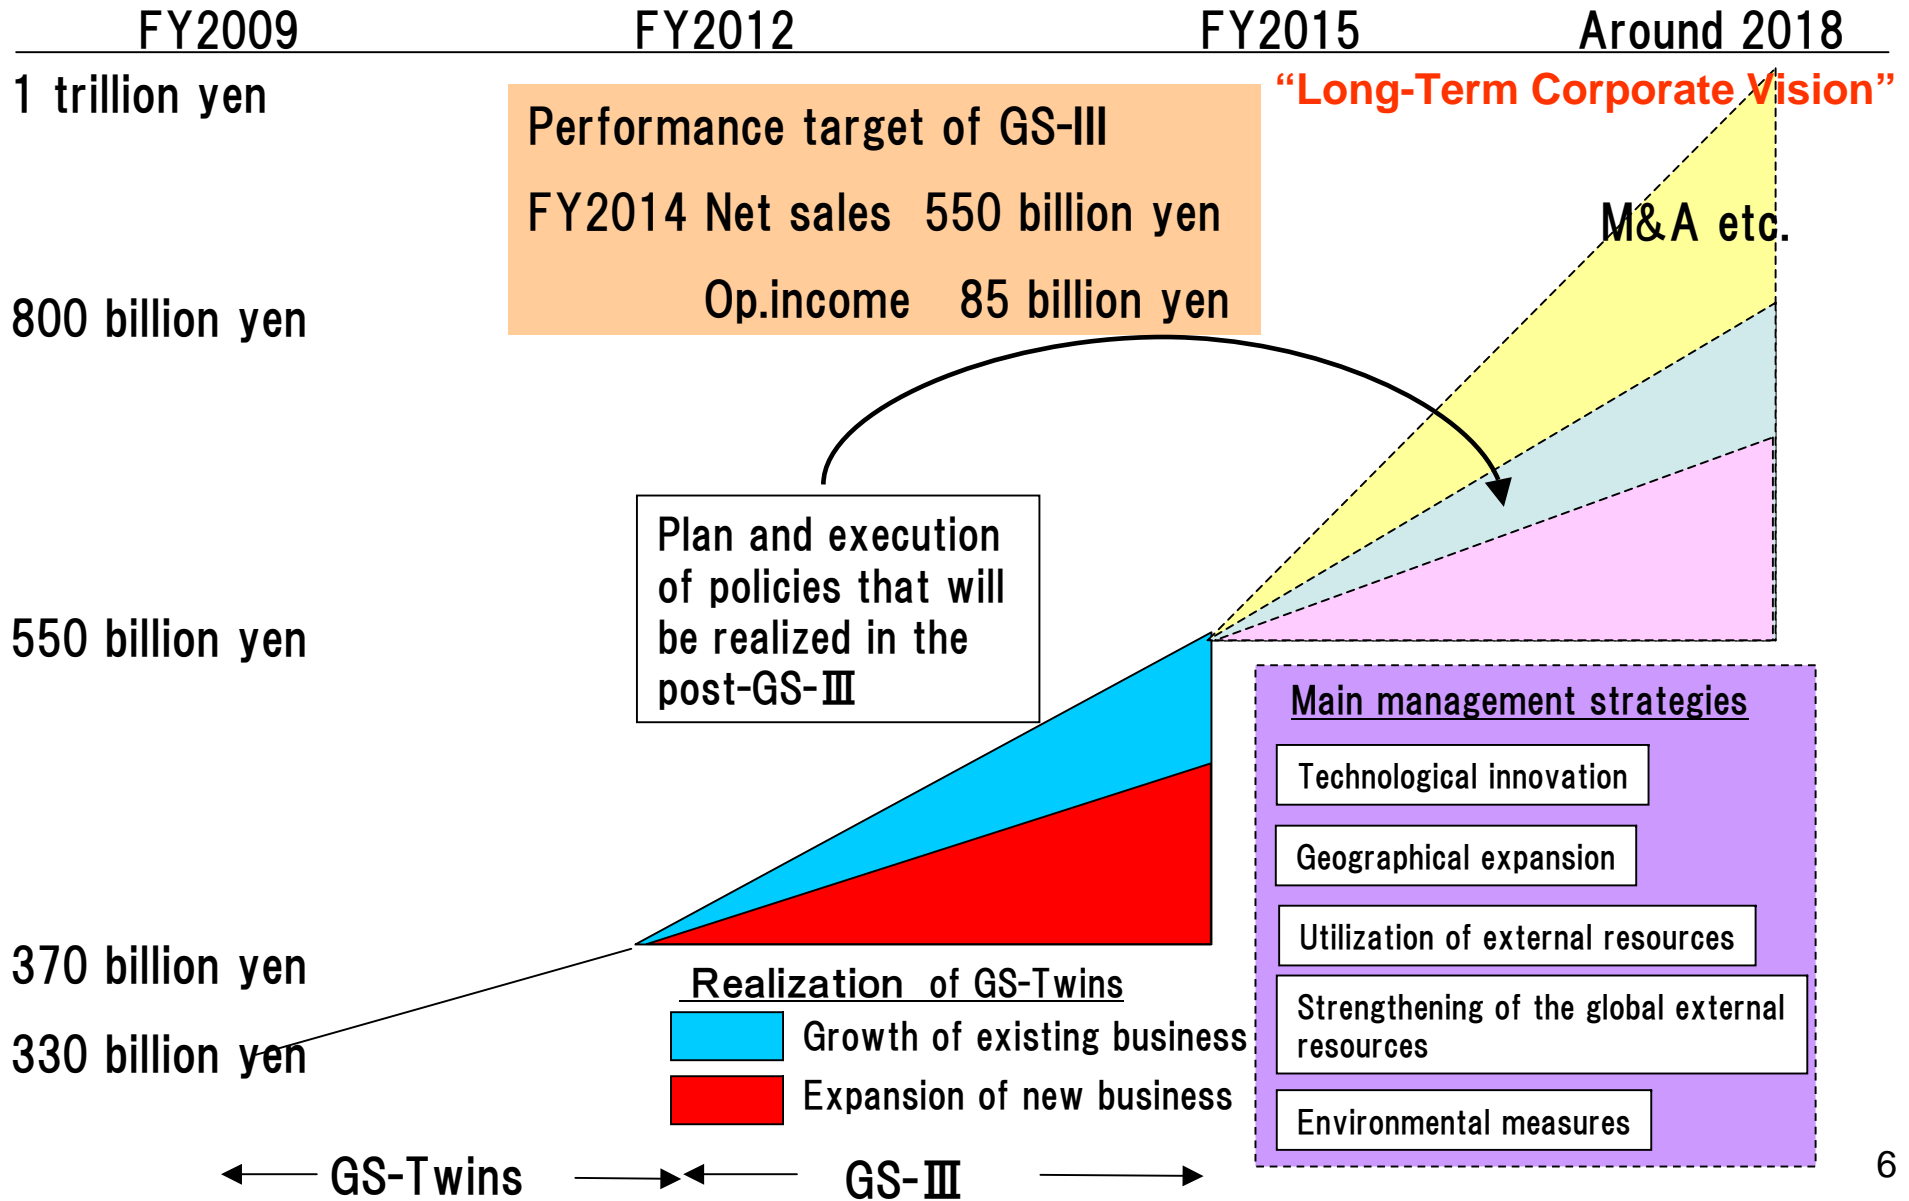 FY2009 FY2012 FY2015 Around 2018
1 trillion yen
“Long-Term Corporate Vision”
Performance target of GS-III
FY2014 Net sales 550 billion yen
Op.income 85 billion yen
M&A etc.
800 billion yen
Plan and execution
of policies that will
be realized in the
post-GS-III
550 billion yen
Main management strategies
Technological innovation
Geographical expansion
Utilization of external resources
Strengthening of the global external
resources
Environmental measures
370 billion yen
330 billion yen
Realization of GS-Twins
Growth of existing business
Expansion of new business
GS-Twins
GS-III
6